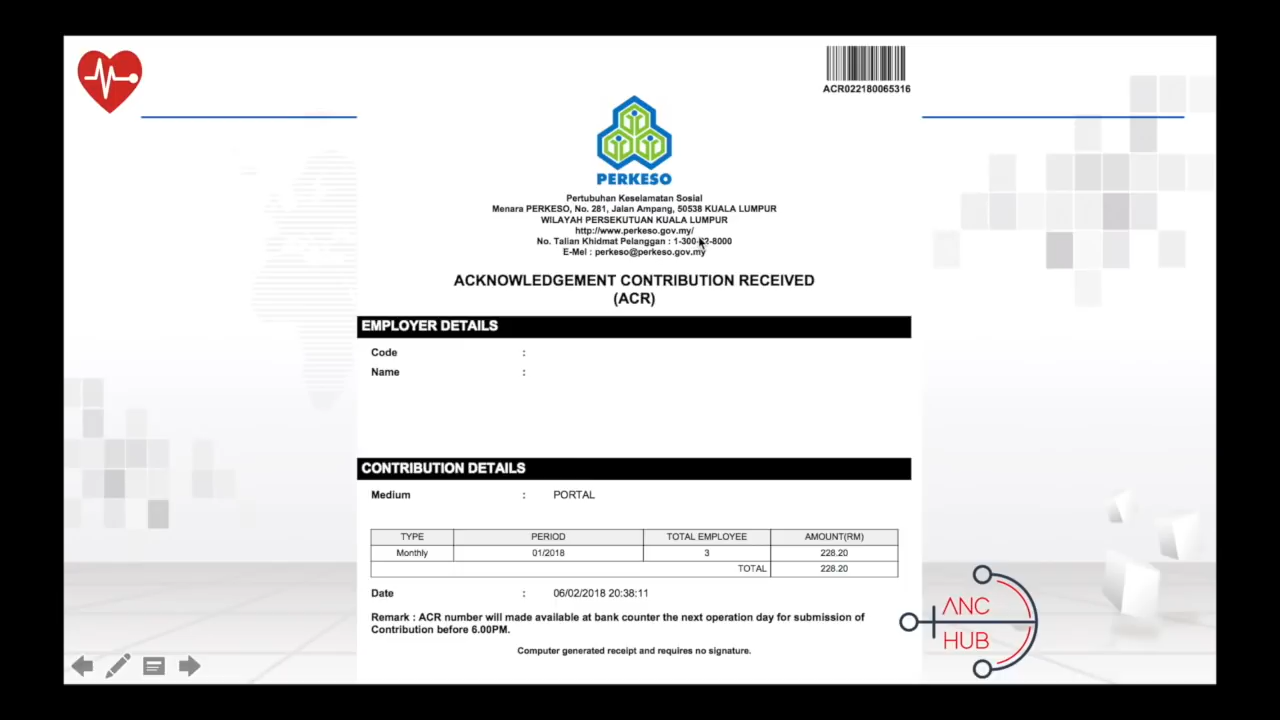 ACR022180065316
PERKESO
Pertubuhan Keselamatan Sosial
Menara PERKESO, No. 281, Jalan Ampang, 50538 KUALA LUMPUR
WILAYAH PERSEKUTUAN KUALA LUMPUR
http://www.perkeso.gov.my/
No. Talian Khidmat Pelanggan : 1-300-22-8000
E-Mel : perkeso@perkeso.gov.my
ACKNOWLEDGEMENT CONTRIBUTION RECEIVED
(ACR)
EMPLOYER DETAILS
Code :
Name :
CONTRIBUTION DETAILS
Medium : PORTAL
TYPE PERIOD TOTAL EMPLOYEE AMOUNT(RM)
Monthly 01/2018 3 228.20
TOTAL 228.20
Date : 06/02/2018 20:38:11
Remark : ACR number will made available at bank counter the next operation day for submission of
Contribution before 6.00PM.
Computer generated receipt and requires no signature.
ANC
HUB